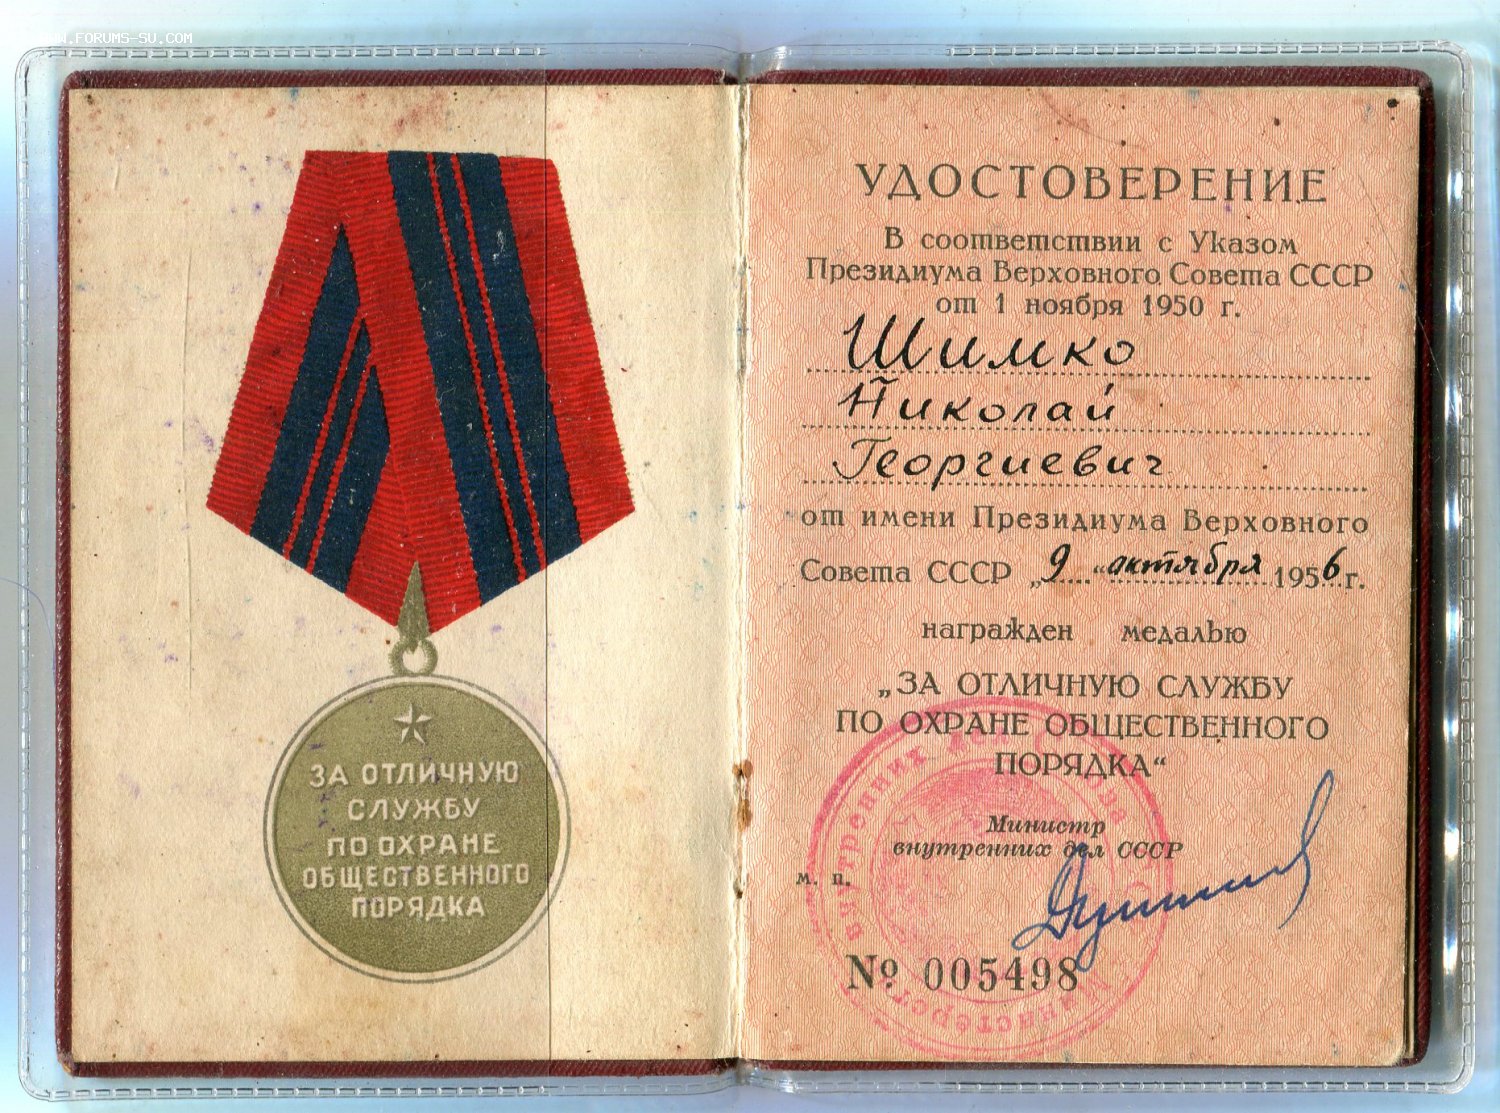 .FORUMS-SU.COM
ЗА ОТЛИЧНУЮ
СЛУЖБУ
ПО ОХРАНЕ
ОБЩЕСТВЕННОГО
ПОРЯДКА
УДОСТОВЕРЕНИЕ
В соответствии с Указом
Президиума Верховного Совета СССР
от 1 ноября 1950 г.
Шимко
Николай
Георгиевич
от имени Президиума Верховного
Совета СССР „9“ октября 1956 г.
награжден медалью
„ЗА ОТЛИЧНУЮ СЛУЖБУ
ПО ОХРАНЕ ОБЩЕСТВЕННОГО
ПОРЯДКА“
Министр
внутренних дел СССР
м. п.
№ 005498